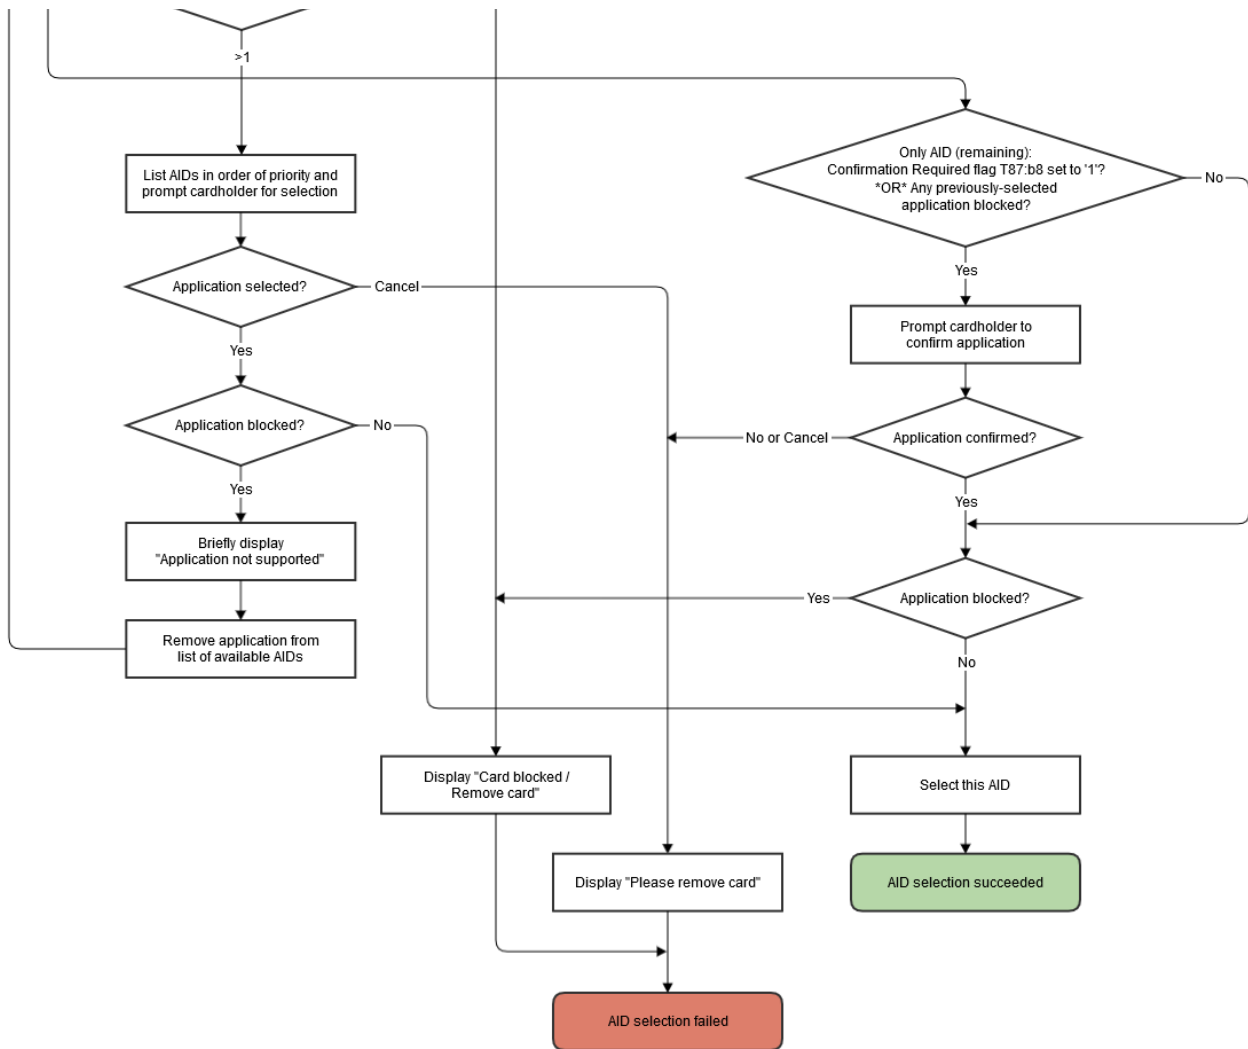 >1
List AIDs in order of priority and
prompt cardholder for selection
Application selected?
Cancel
Yes
Application blocked?
No
Yes
Briefly display
"Application not supported"
Remove application from
list of available AIDs
Only AID (remaining):
Confirmation Required flag T87:b8 set to '1'?
*OR* Any previously-selected
application blocked?
No
Yes
Prompt cardholder to
confirm application
Application confirmed?
No or Cancel
Yes
Application blocked?
Yes
No
Display "Card blocked /
Remove card"
Select this AID
Display "Please remove card"
AID selection succeeded
AID selection failed